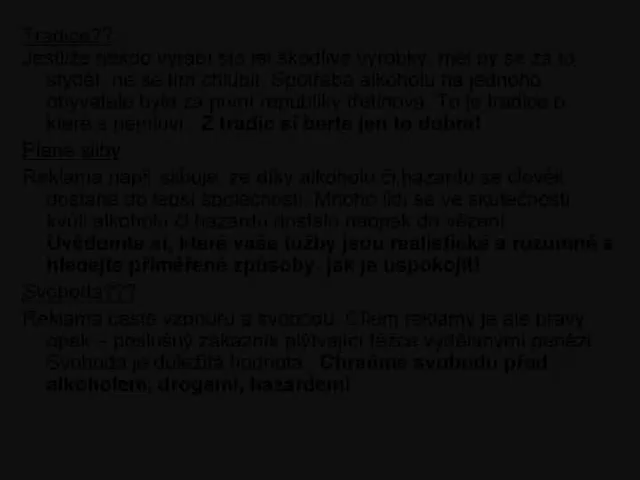 Tradice??
Jestliže někdo vyrábí sto let škodlivé výrobky, měl by se za to
stydět, ne se tím chlubit. Spotřeba alkoholu na jednoho
obyvatele byla za první republiky třetinová. To je tradice o
které s nemluví. Z tradic si berte jen to dobré!
Plané sliby
Reklama např. slibuje, že díky alkoholu či hazardu se člověk
dostane do lepší společnosti. Mnoho lidí se ve skutečnosti
kvůli alkoholu či hazardu dostalo naopak do vězení.
Uvědomte si, které vaše tužby jsou realistické a rozumné a
hledejte přiměřené způsoby, jak je uspokojit!
Svoboda???
Reklama často vzpouru a svobodu. Cílem reklamy je ale pravý
opak – poslušný zákazník plýtvající těžce vydělanými penězi.
Svoboda je důležitá hodnota. Chraňme svobodu před
alkoholem, drogami, hazardem!